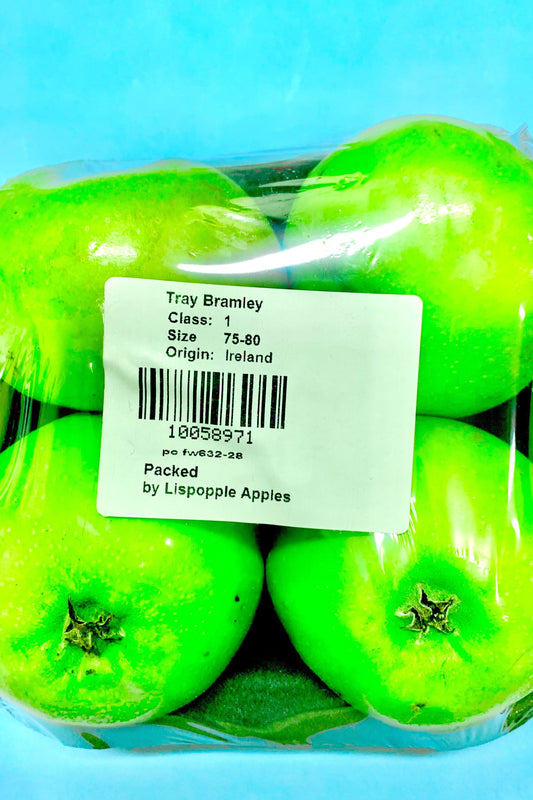 Tray Bramley
Class: 1
Size 75-80
Origin: Ireland
10058971
pc fw632-28
Packed
by Lispopple Apples